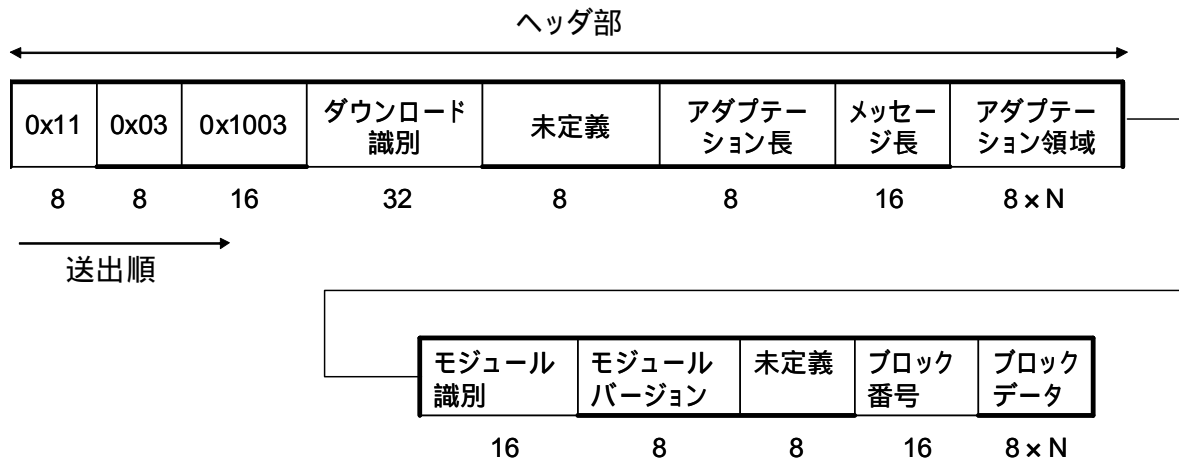 ヘッダ部
0x11 0x03 0x1003 ダウンロード識別 未定義 アダプテーション長 メッセージ長 アダプテーション領域
8 8 16 32 8 8 16 8 × N
送出順
モジュール識別 モジュールバージョン 未定義 ブロック番号 ブロックデータ
16 8 8 16 8 × N